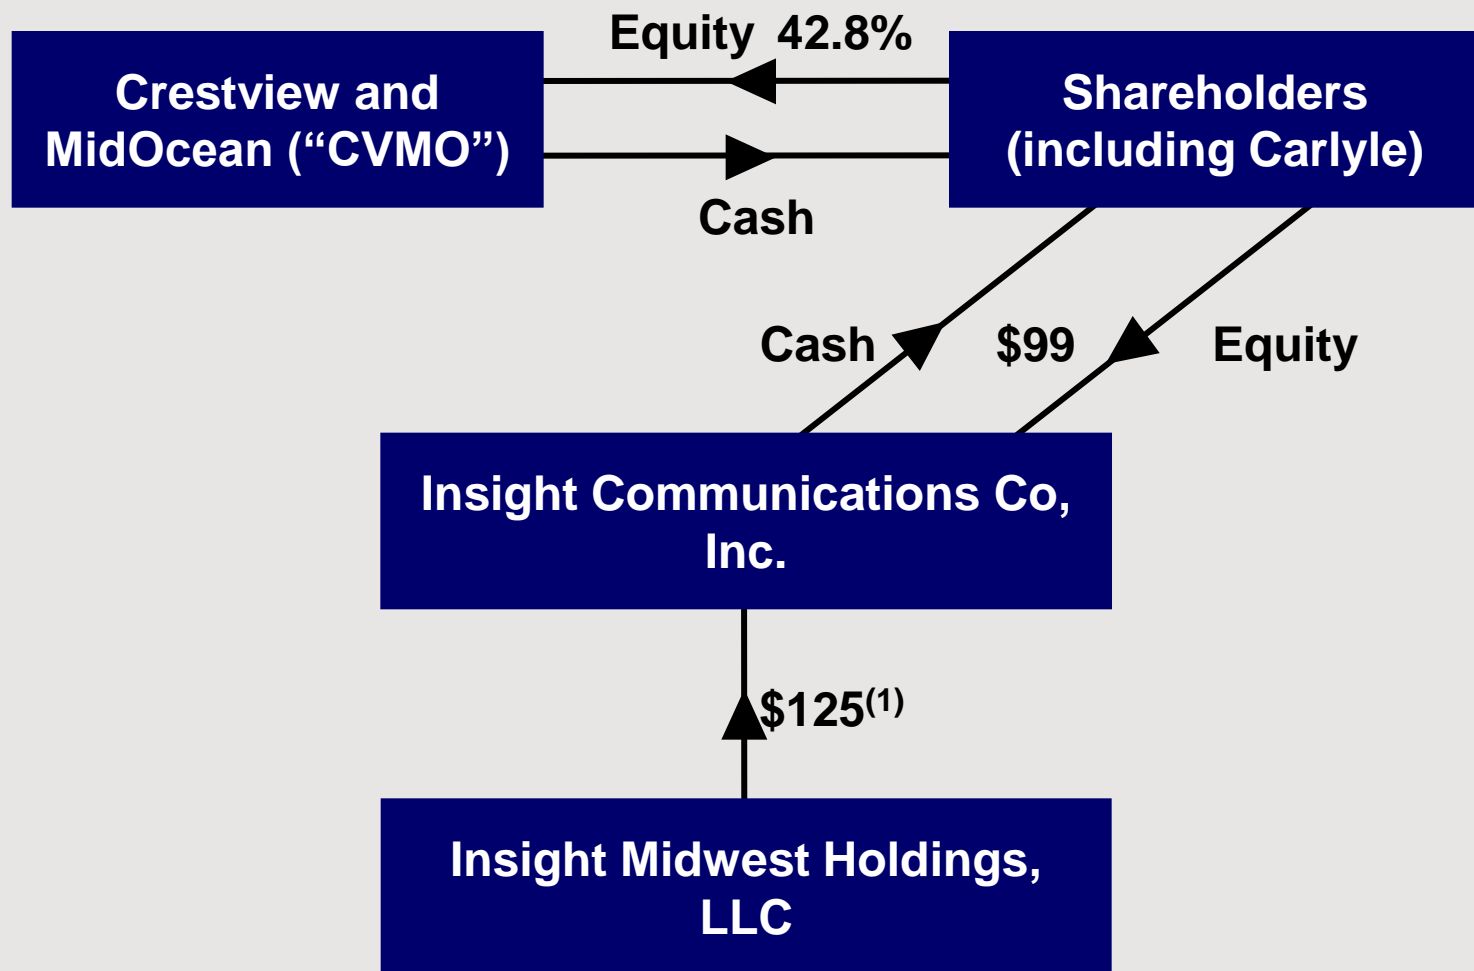 Equity 42.8%
Crestview and
MidOcean (“CVMO”)
Shareholders
(including Carlyle)
Cash
Cash
$99
Equity
Insight Communications Co,
Inc.
$125(1)
Insight Midwest Holdings,
LLC